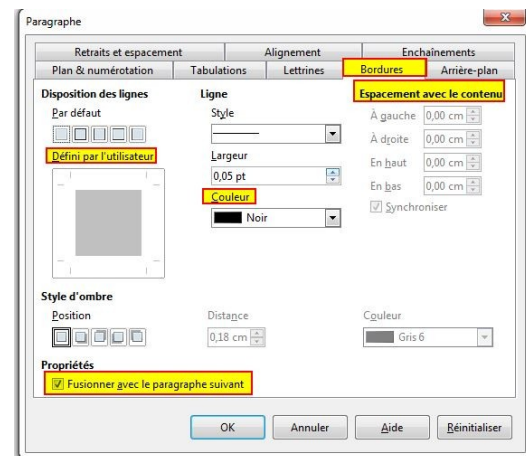 Paragraphe
Retraits et espacement Alignement Enchaînements
Plan & numérotation Tabulations Lettrines Bordures Arrière-plan
Disposition des lignes Ligne Espacement avec le contenu
Par défaut Style À gauche 0,00 cm
À droite 0,00 cm
Défini par l'utilisateur Largeur En haut 0,00 cm
0,05 pt En bas 0,00 cm
Couleur Synchroniser
Noir
Style d'ombre
Position Distance Couleur
0,18 cm Gris 6
Propriétés
Fusionner avec le paragraphe suivant
OK Annuler Aide Réinitialiser